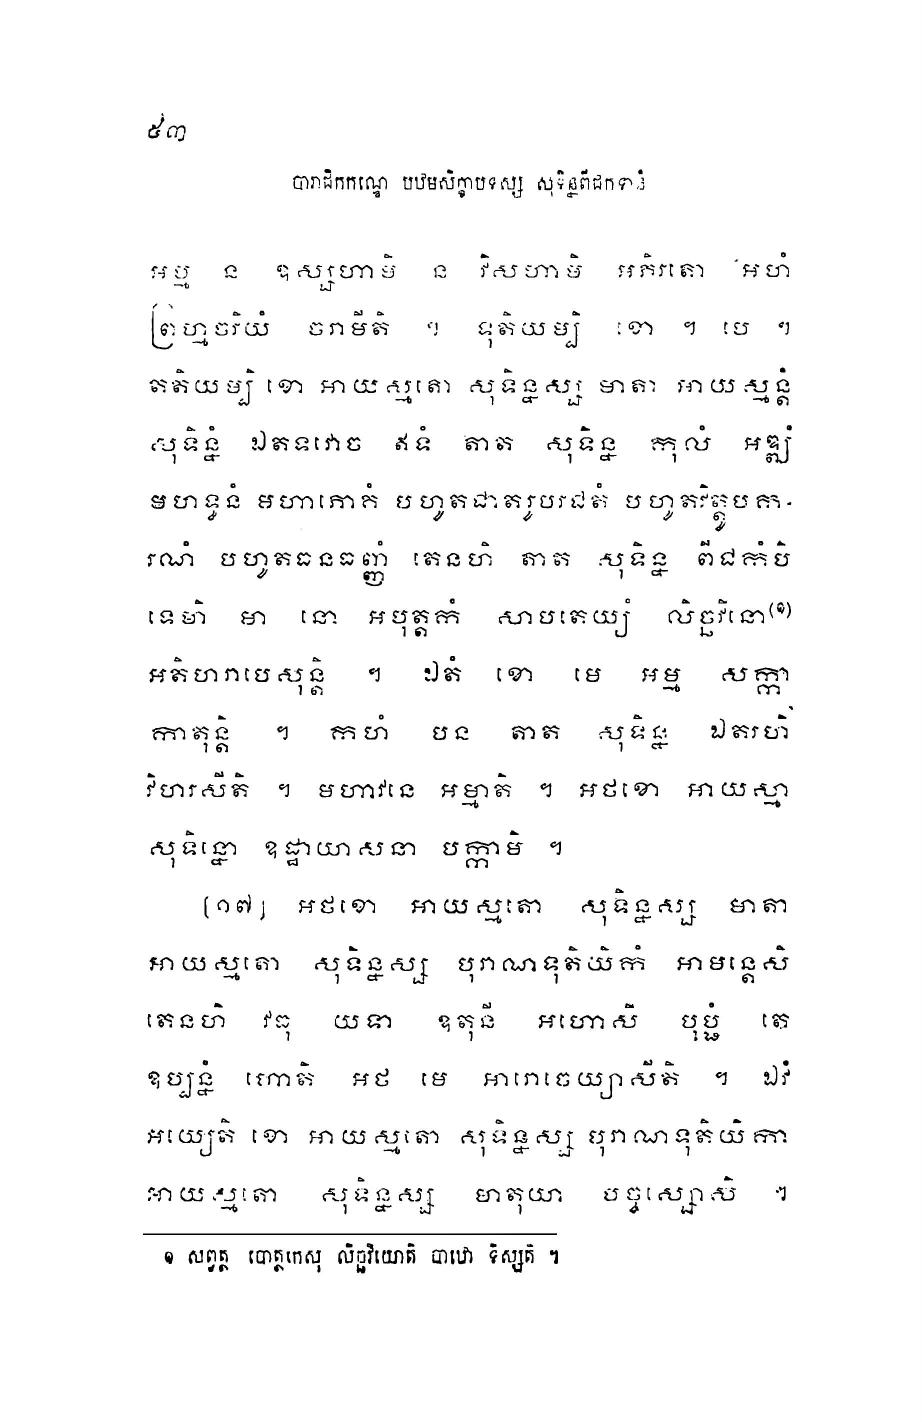 ៥៣
បារាជិកកណ្ឌេ បឋមសិក្ខាបទស្ស សុទិន្នពីជកទានំ
អម្ម ន ឧស្សហាមិ ន វិសហាមិ អភិរតោ អហំ
ព្រហ្មចរិយំ ចរាមីតិ ។ ទុតិយម្បិ ខោ ។ បេ ។
តតិយម្បិ ខោ អាយស្មតោ សុទិន្នស្ស មាតា អាយស្មន្តំ
សុទិន្នំ ឯតទវោច ឥទំ តាត សុទិន្ន កុលំ អឌ្ឍំ
មហទ្ធនំ មហាភោគំ បហូតជាតរូបរជតំ បហូតវិត្តូបក-
រណំ បហូតធនធញ្ញំ តេនហិ តាត សុទិន្ន ពីជកំបិ
ទេហិ មា នោ អបុត្តកំ សាបតេយ្យំ លិច្ឆវិនោ(១)
អតិហរាបេសុន្តិ ។ ឯតំ ខោ មេ អម្ម សក្កា
កាតុន្តិ ។ កហំ បន តាត សុទិន្ន ឯតរហិ
វិហរសីតិ ។ មហាវនេ អម្មាតិ ។ អថខោ អាយស្មា
សុទិន្នោ ឧដ្ឋាយាសនា បក្កាមិ ។
[១៧] អថខោ អាយស្មតោ សុទិន្នស្ស មាតា
អាយស្មតោ សុទិន្នស្ស បុរាណទុតិយិកំ អាមន្តេសិ
តេនហិ វធុ យទា ឧតុនី អហោសិ បុប្ផំ តេ
ឧប្បន្នំ ហោតិ អថ មេ អារោចេយ្យាសីតិ ។ ឯវំ
អយ្យេតិ ខោ អាយស្មតោ សុទិន្នស្ស បុរាណទុតិយិកា
អាយស្មតោ សុទិន្នស្ស មាតុយា បច្ចស្សោសិ ។
១ សព្វត្ថ បោត្ថកេសុ លិច្ឆវិយោតិ បាឋោ ទិស្សតិ ។